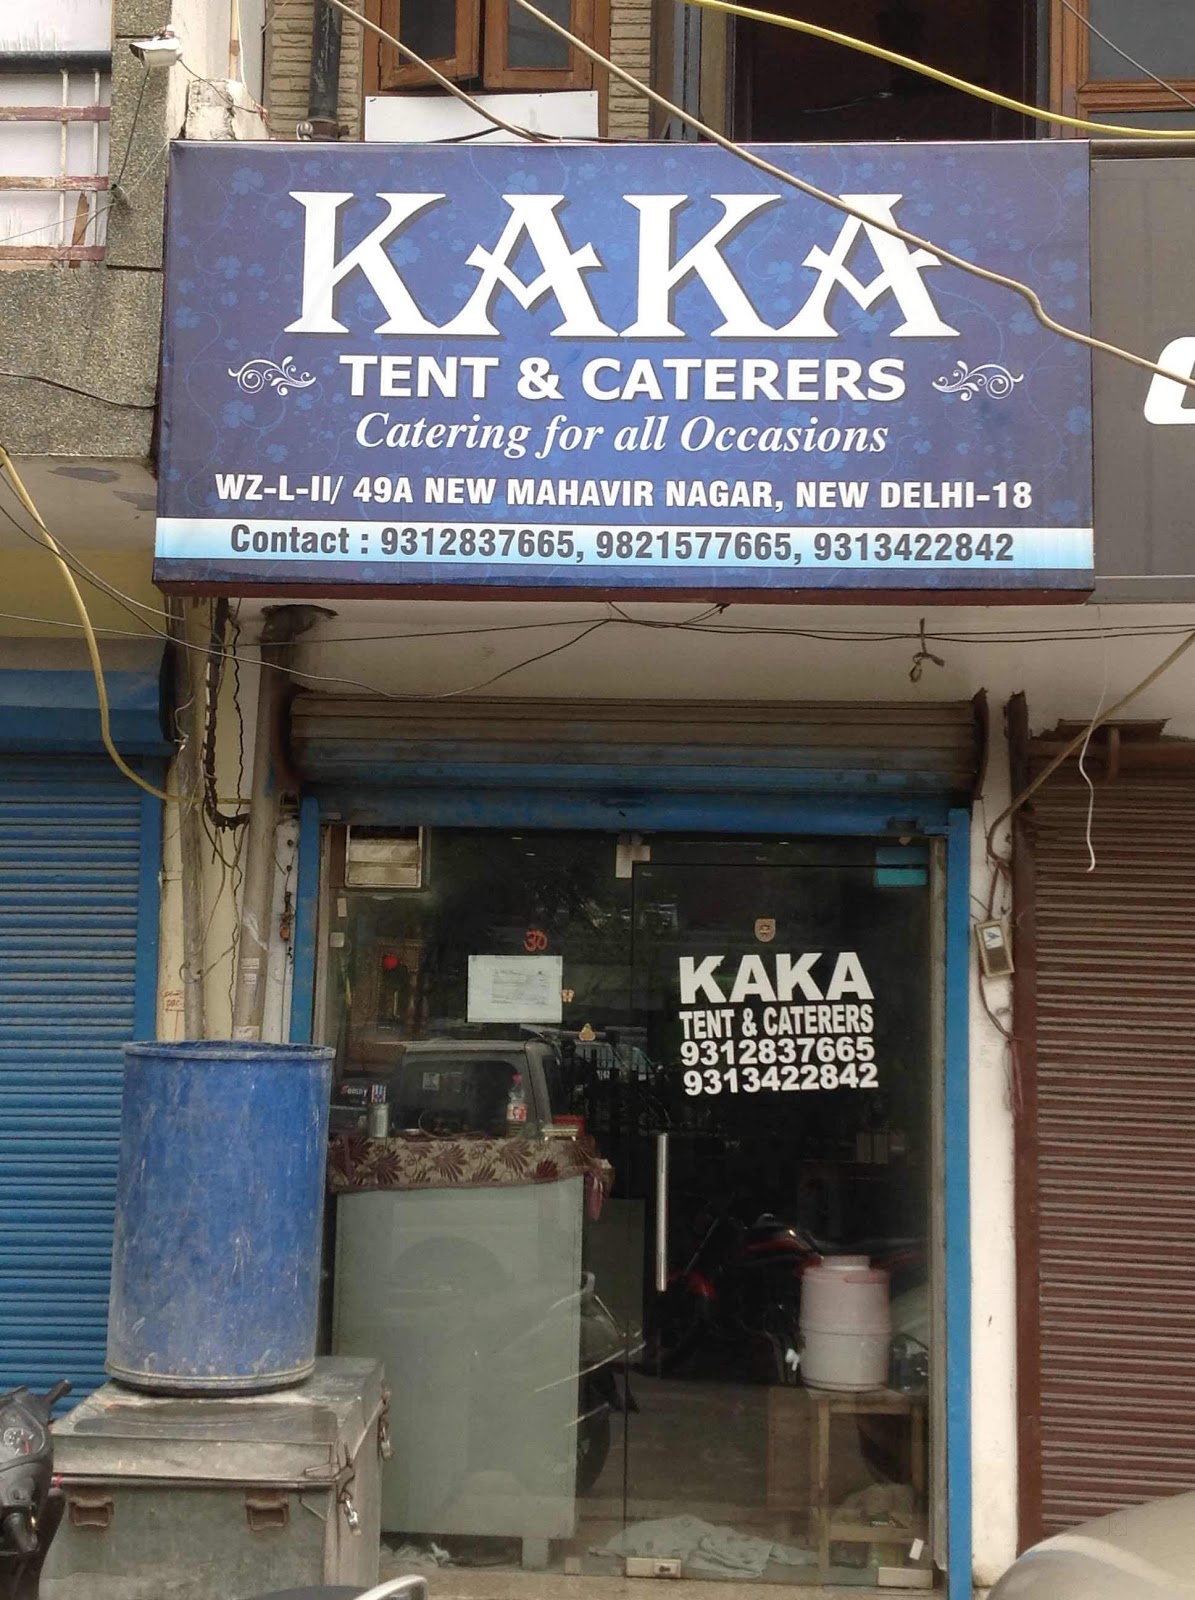 KAKA
TENT & CATERERS
Catering for all Occasions
WZ-L-II/ 49A NEW MAHAVIR NAGAR, NEW DELHI-18
Contact : 9312837665, 9821577665, 9313422842
ॐ
KAKA
TENT & CATERERS
9312837665
9313422842